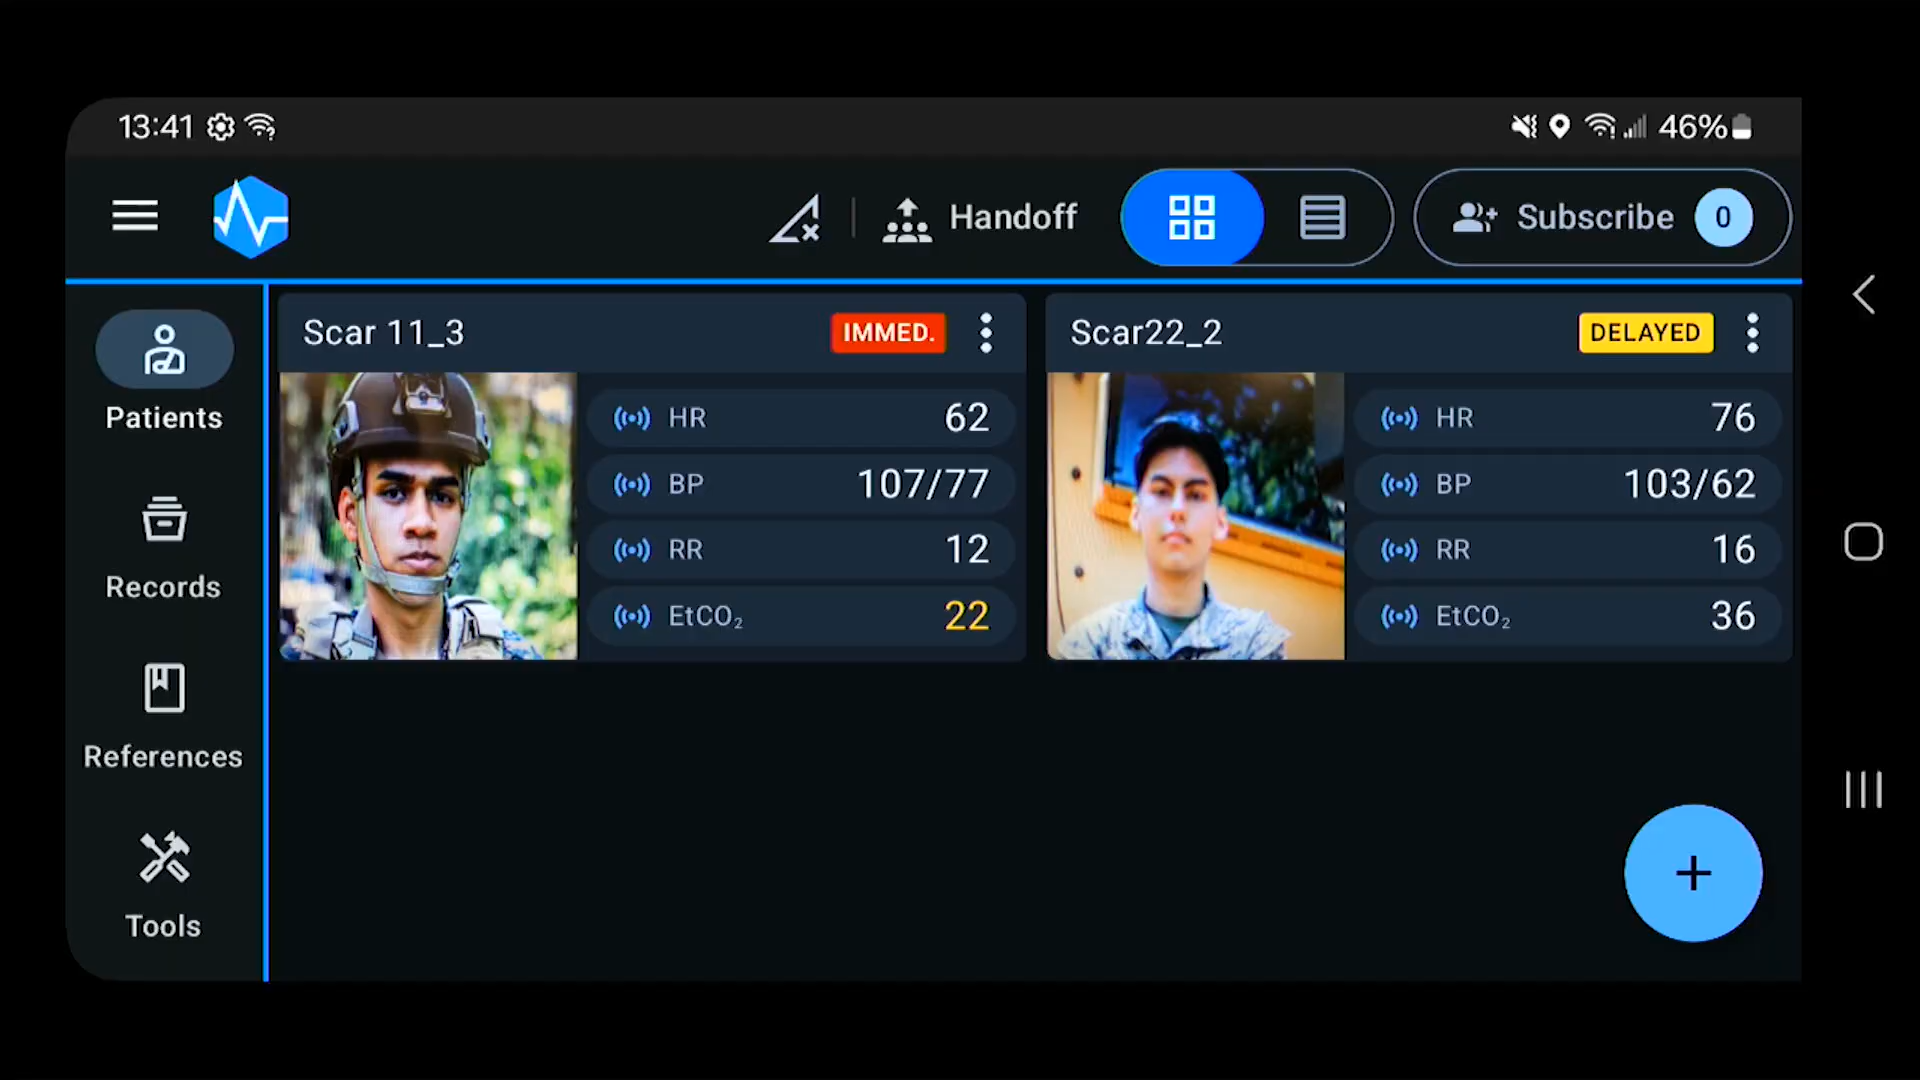 13:41
46%
Handoff
Subscribe 0
Scar 11_3
IMMED.
HR 62
BP 107/77
RR 12
EtCO₂ 22
Scar22_2
DELAYED
HR 76
BP 103/62
RR 16
EtCO₂ 36
Patients
Records
References
Tools